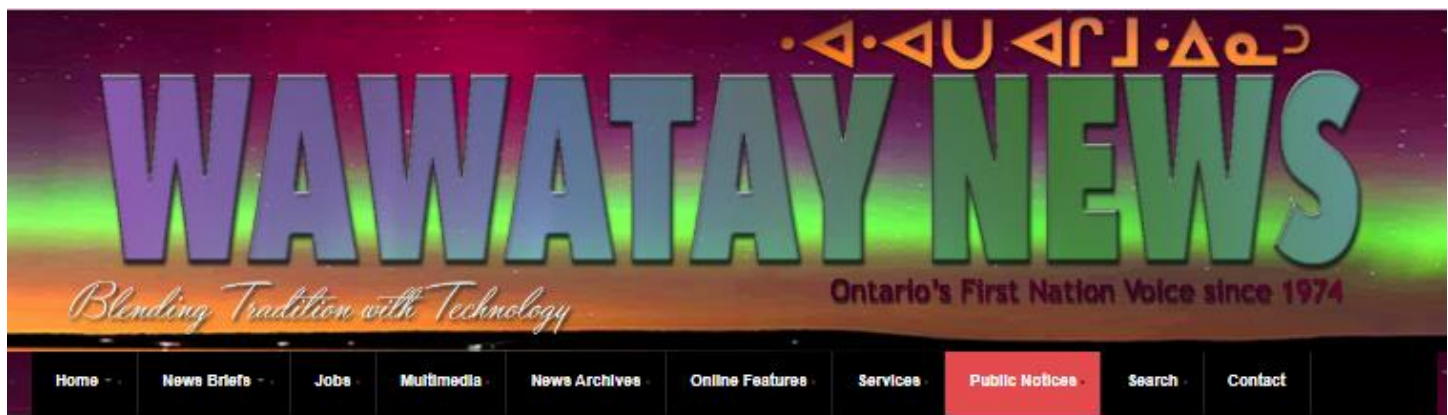 ᐧᐊᐧᐊᑌ ᐊᒋᒧᐧᐃᓇᐣ
WAWATAY NEWS
Blending Tradition with Technology
Ontario's First Nation Voice since 1974
Home News Briefs Jobs Multimedia News Archives Online Features Services Public Notices Search Contact